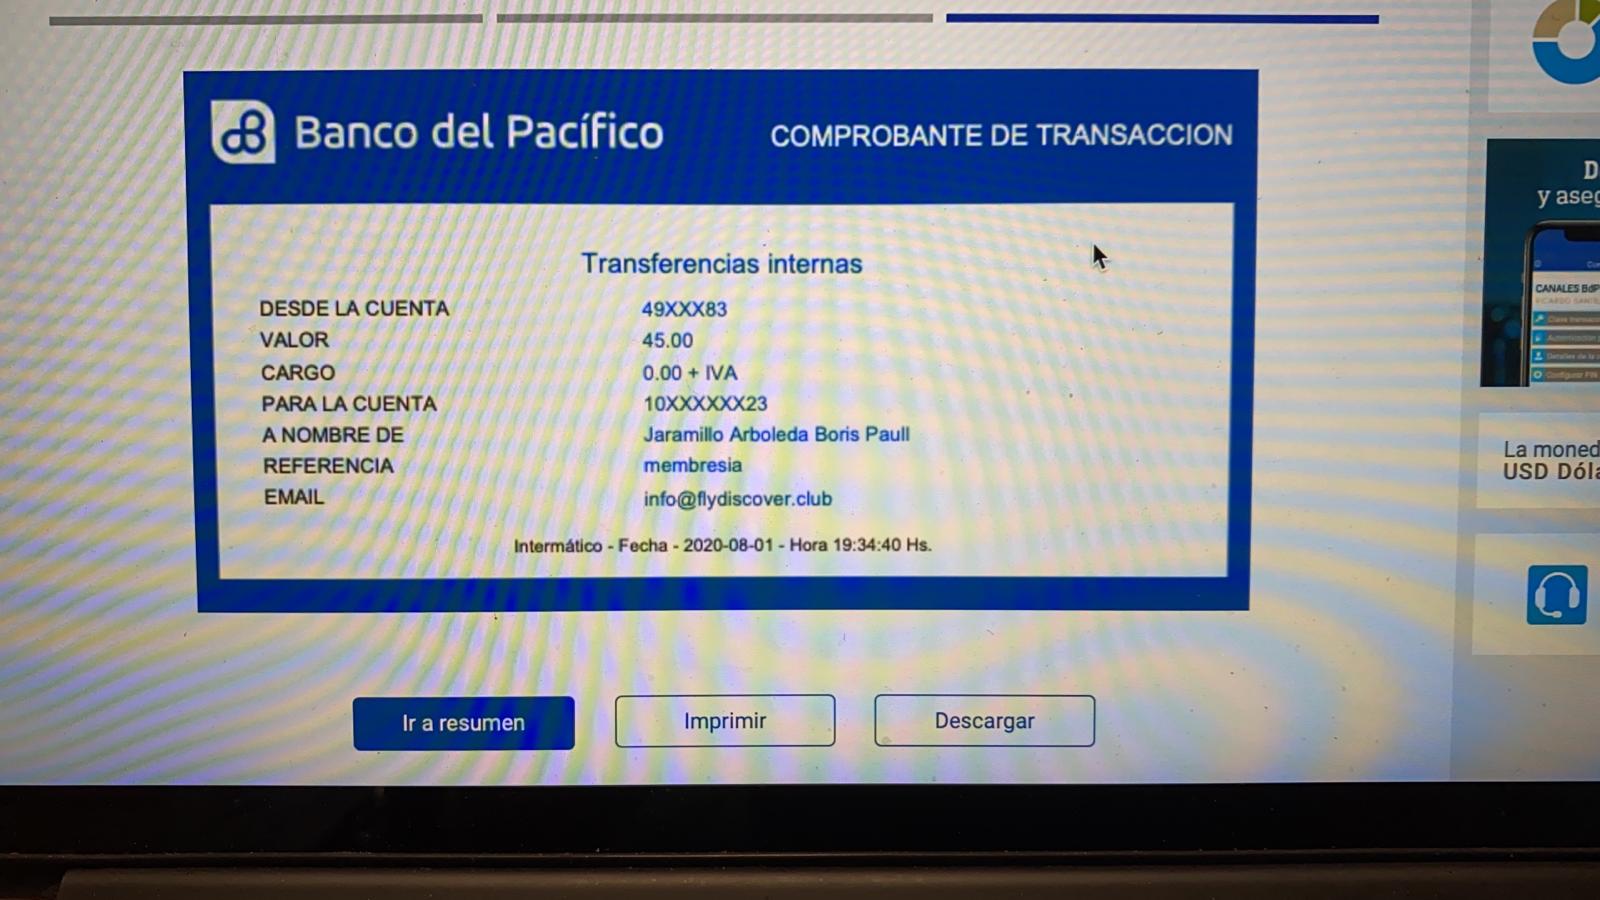 Banco del Pacífico
COMPROBANTE DE TRANSACCION
Transferencias internas
DESDE LA CUENTA 49XXX83
VALOR 45.00
CARGO 0.00 + IVA
PARA LA CUENTA 10XXXXXX23
A NOMBRE DE Jaramillo Arboleda Boris Paull
REFERENCIA membresia
EMAIL info@flydiscover.club
Intermático - Fecha - 2020-08-01 - Hora 19:34:40 Hs.
Ir a resumen
Imprimir
Descargar
D
y aseg
CANALES BdP
La moned
USD Dóla